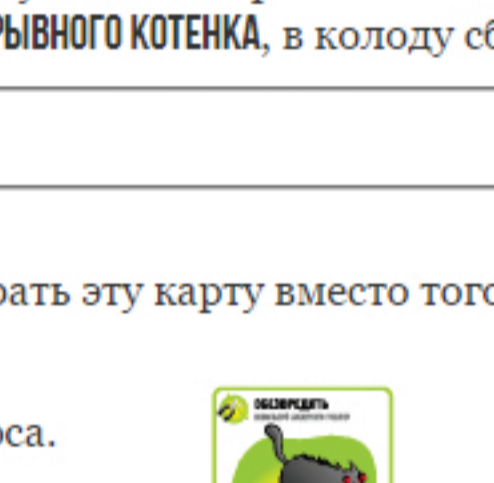 РЫВНОГО КОТЕНКА, в колоду сб
рать эту карту вместо того
оса.
ОБЕЗВРЕДИТЬ